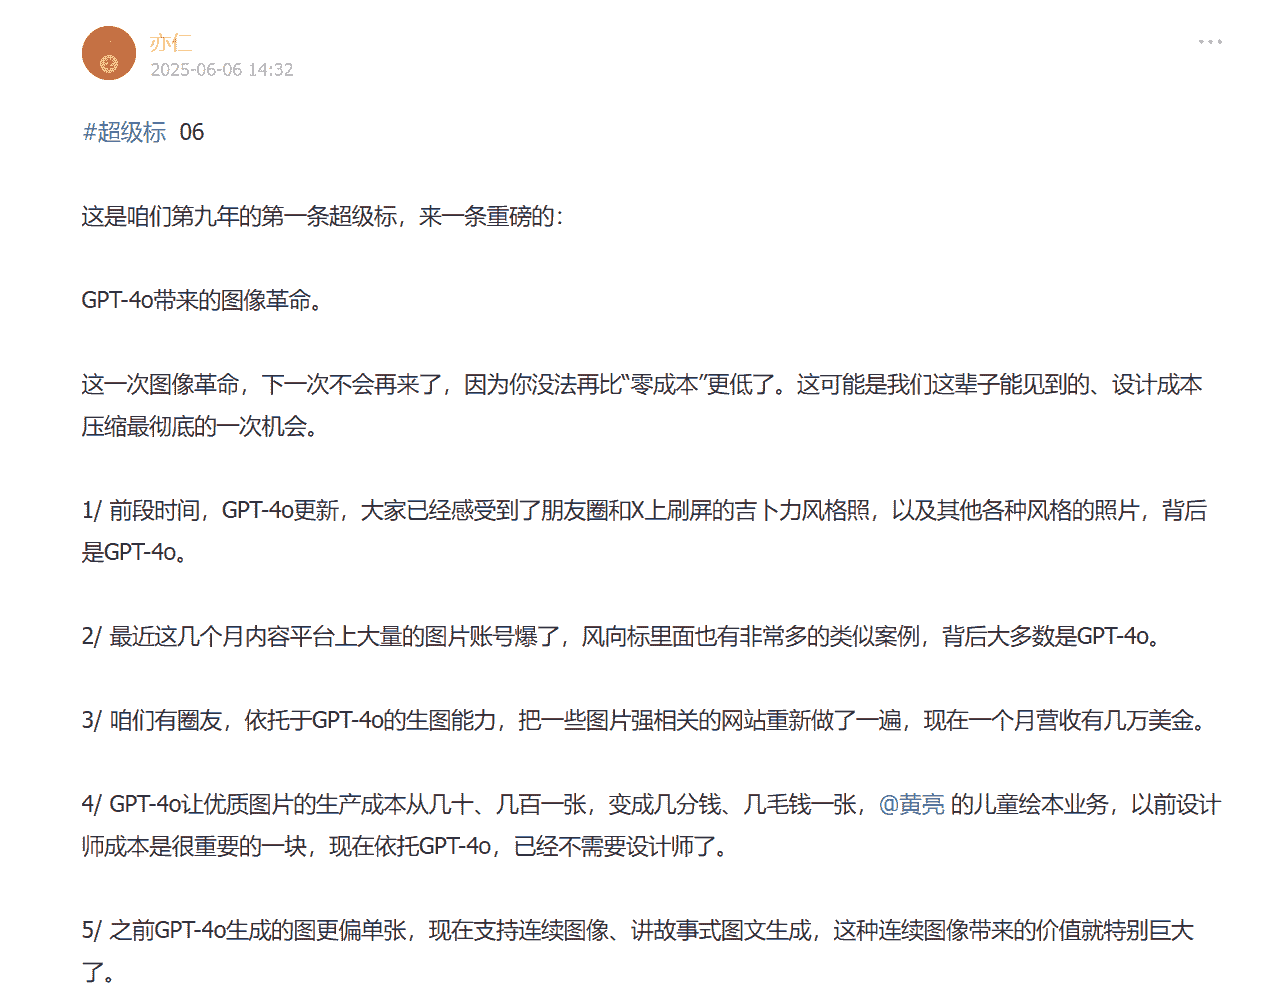 亦仁
2025-06-06 14:32
#超级标 06
这是咱们第九年的第一条超级标，来一条重磅的：
GPT-4o带来的图像革命。
这一次图像革命，下一次不会再来了，因为你没法再比“零成本”更低了。这可能是我们这辈子能见到的、设计成本
压缩最彻底的一次机会。
1/ 前段时间，GPT-4o更新，大家已经感受到了朋友圈和X上刷屏的吉卜力风格照，以及其他各种风格的照片，背后
是GPT-4o。
2/ 最近这几个月内容平台上大量的图片账号爆了，风向标里面也有非常多的类似案例，背后大多数是GPT-4o。
3/ 咱们有圈友，依托于GPT-4o的生图能力，把一些图片强相关的网站重新做了一遍，现在一个月营收有几万美金。
4/ GPT-4o让优质图片的生产成本从几十、几百一张，变成几分钱、几毛钱一张，@黄亮 的儿童绘本业务，以前设计
师成本是很重要的一块，现在依托GPT-4o，已经不需要设计师了。
5/ 之前GPT-4o生成的图更偏单张，现在支持连续图像、讲故事式图文生成，这种连续图像带来的价值就特别巨大
了。